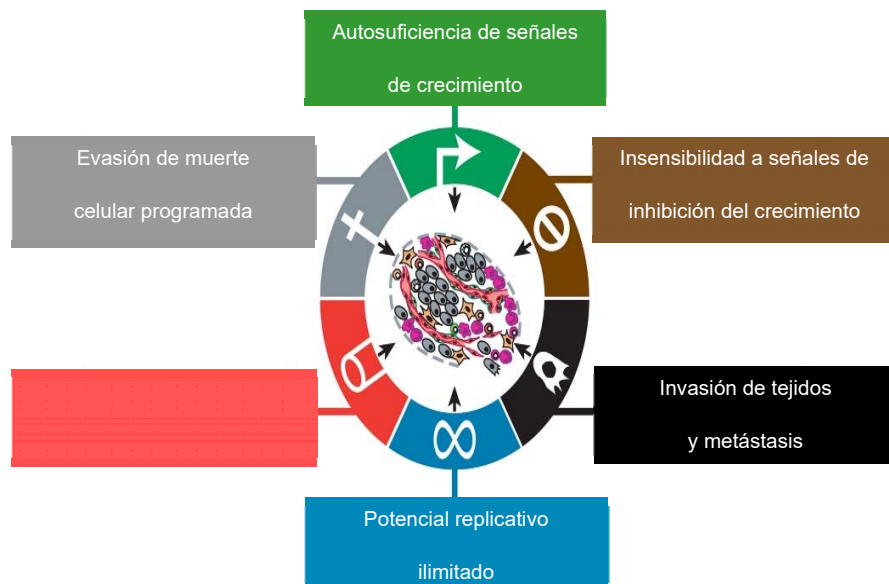 Autosuficiencia de señales
de crecimiento
Evasión de muerte
celular programada
Insensibilidad a señales de
inhibición del crecimiento
Invasión de tejidos
y metástasis
Potencial replicativo
ilimitado